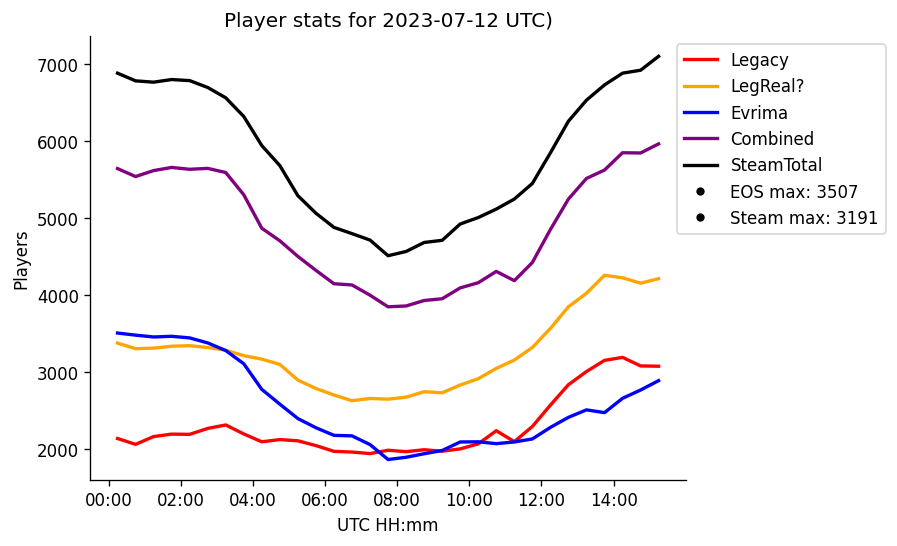 Player stats for 2023-07-12 UTC)
Legacy
LegReal?
Evrima
Combined
SteamTotal
EOS max: 3507
Steam max: 3191
Players
7000
6000
5000
4000
3000
2000
00:00 02:00 04:00 06:00 08:00 10:00 12:00 14:00
UTC HH:mm